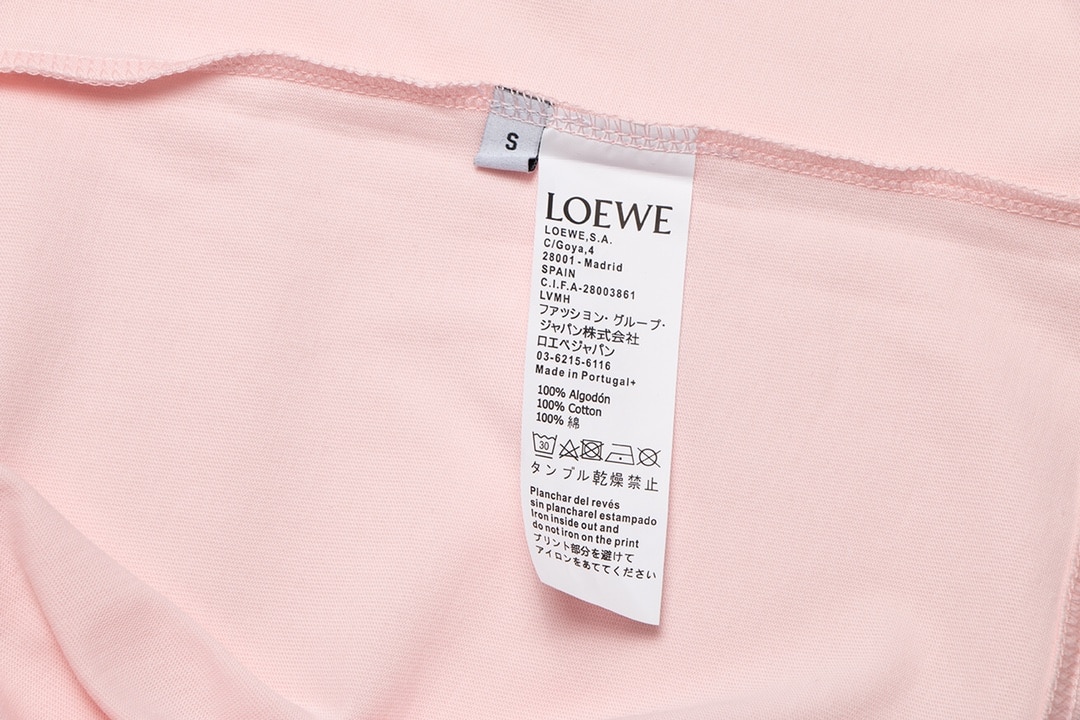 S
LOEWE
LOEWE,S.A.
C/Goya,4
28001 - Madrid
SPAIN
C.I.F.A-28003861
LVMH
ファッション・グループ・
ジャパン株式会社
ロエベジャパン
03-6215-6116
Made in Portugal+
100% Algodón
100% Cotton
100% 綿
30
タンブル乾燥禁止
Planchar del revés
sin plancharel estampado
Iron inside out and
do not iron on the print
プリント部分を避けて
アイロンをあててください